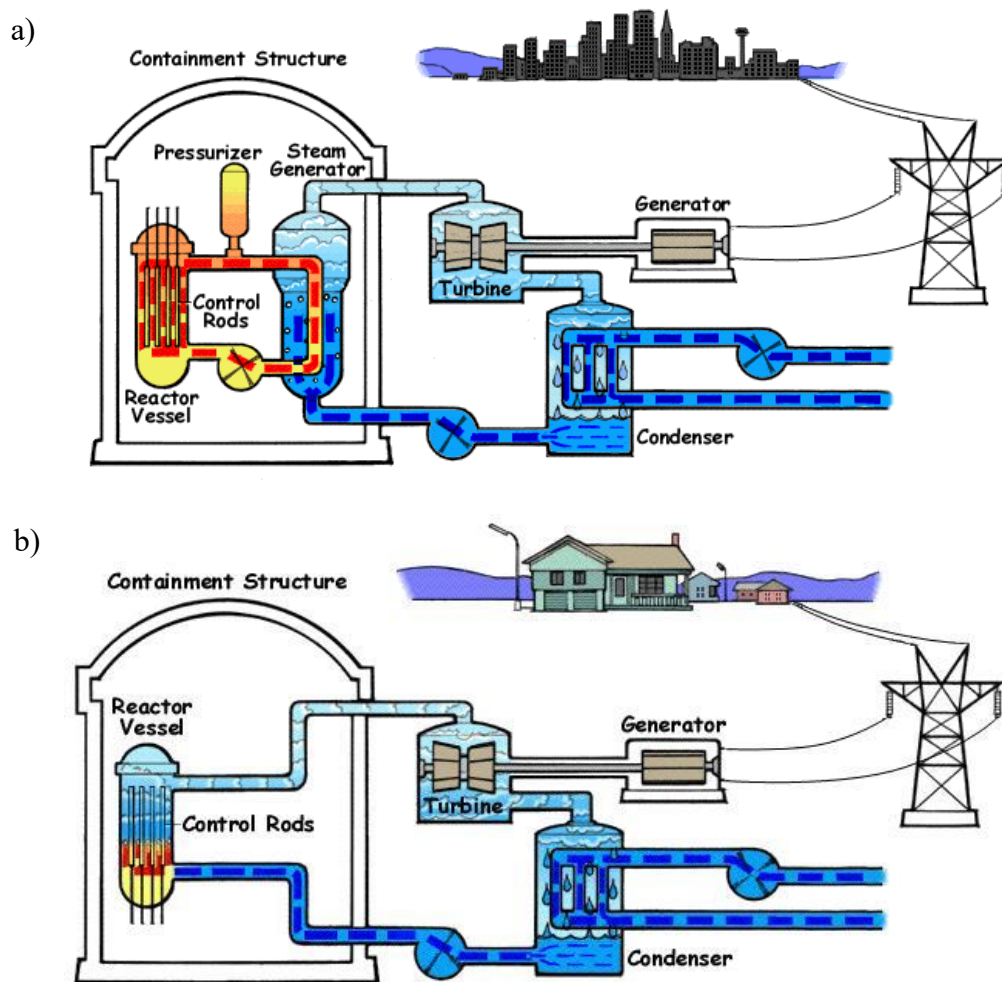 a)
Containment Structure
Pressurizer
Steam
Generator
Generator
Control
Rods
Turbine
Reactor
Vessel
Condenser
b)
Containment Structure
Reactor
Vessel
Generator
Control Rods
Turbine
Condenser